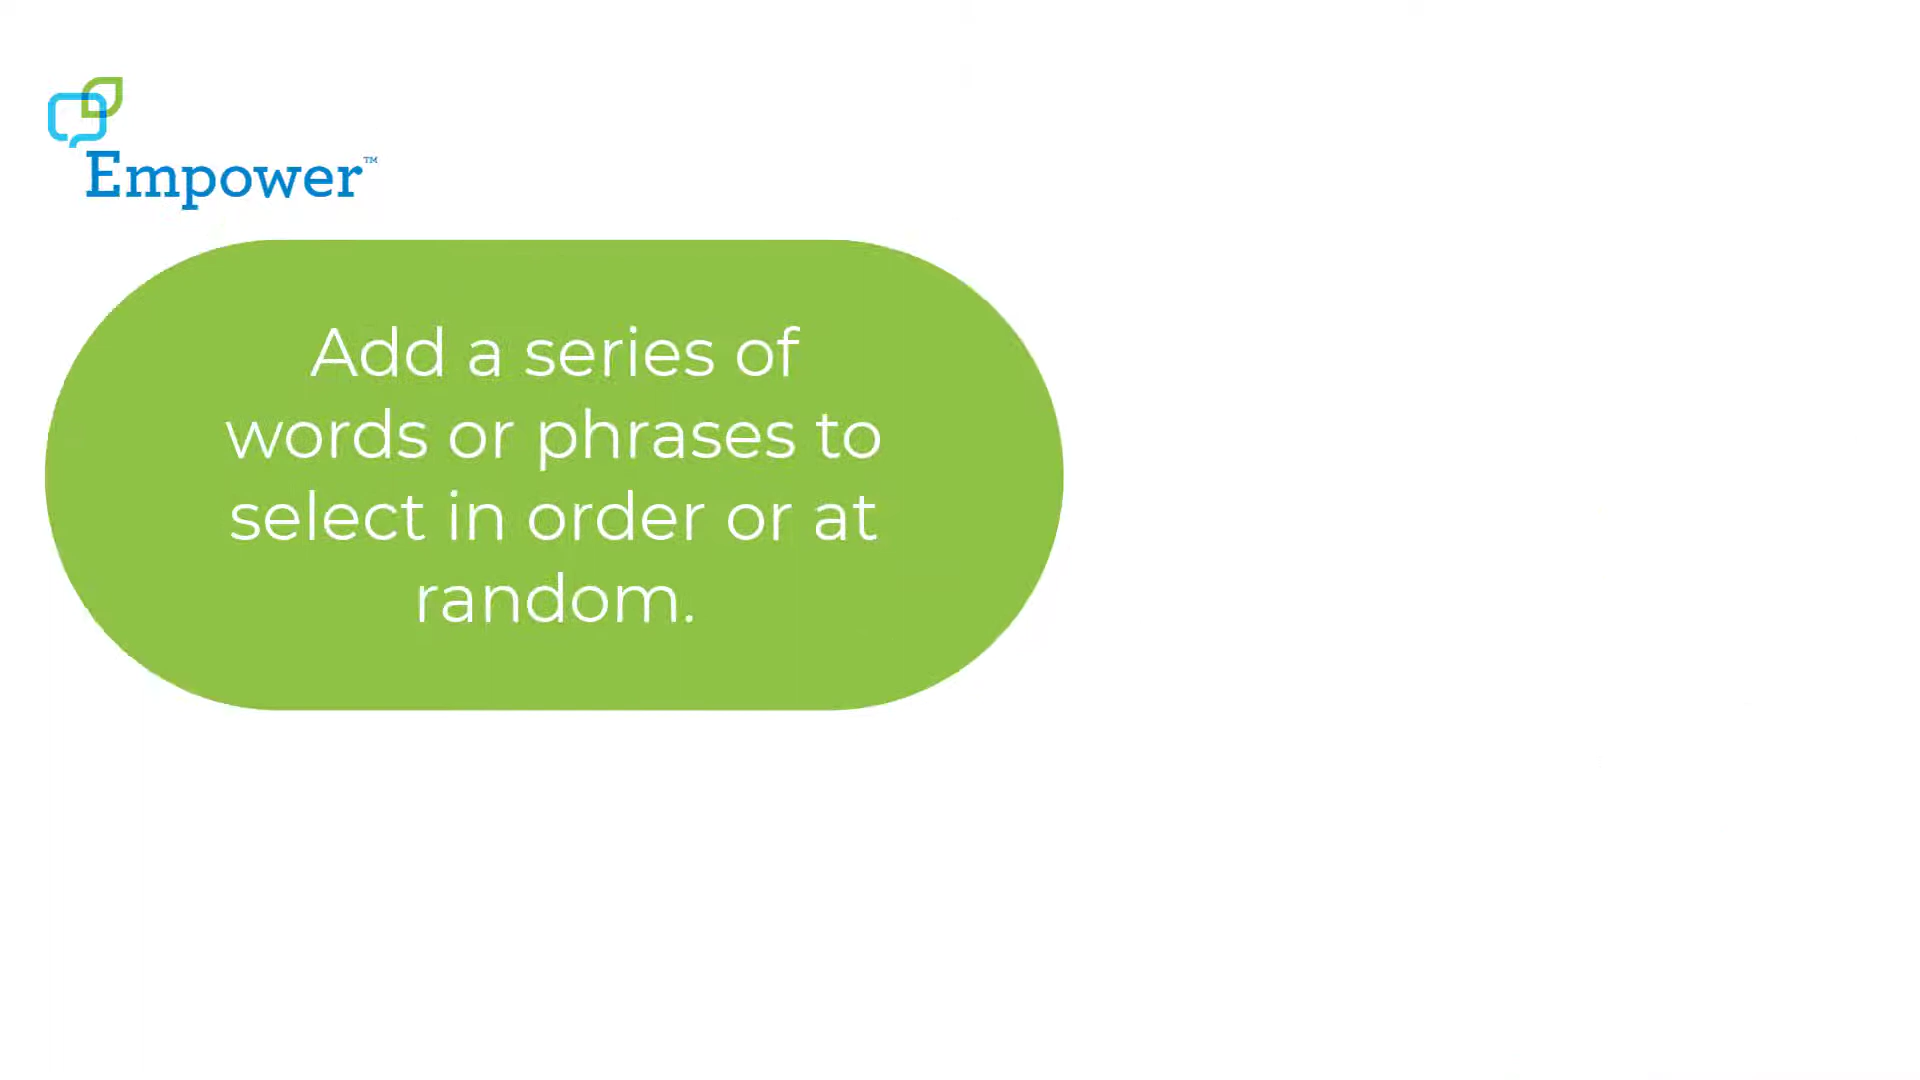 Empower™
Add a series of
words or phrases to
select in order or at
random.